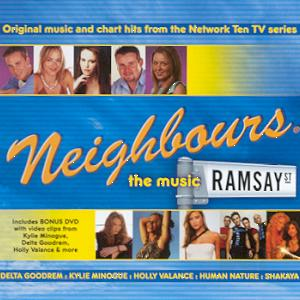 Original music and chart hits from the Network Ten TV series
Neighbours
the music
RAMSAY ST
Includes BONUS DVD
with video clips from
Kylie Minogue,
Delta Goodrem,
Holly Valance & more
DELTA GOODREM : KYLIE MINOGUE : HOLLY VALANCE : HUMAN NATURE : SHAKAYA